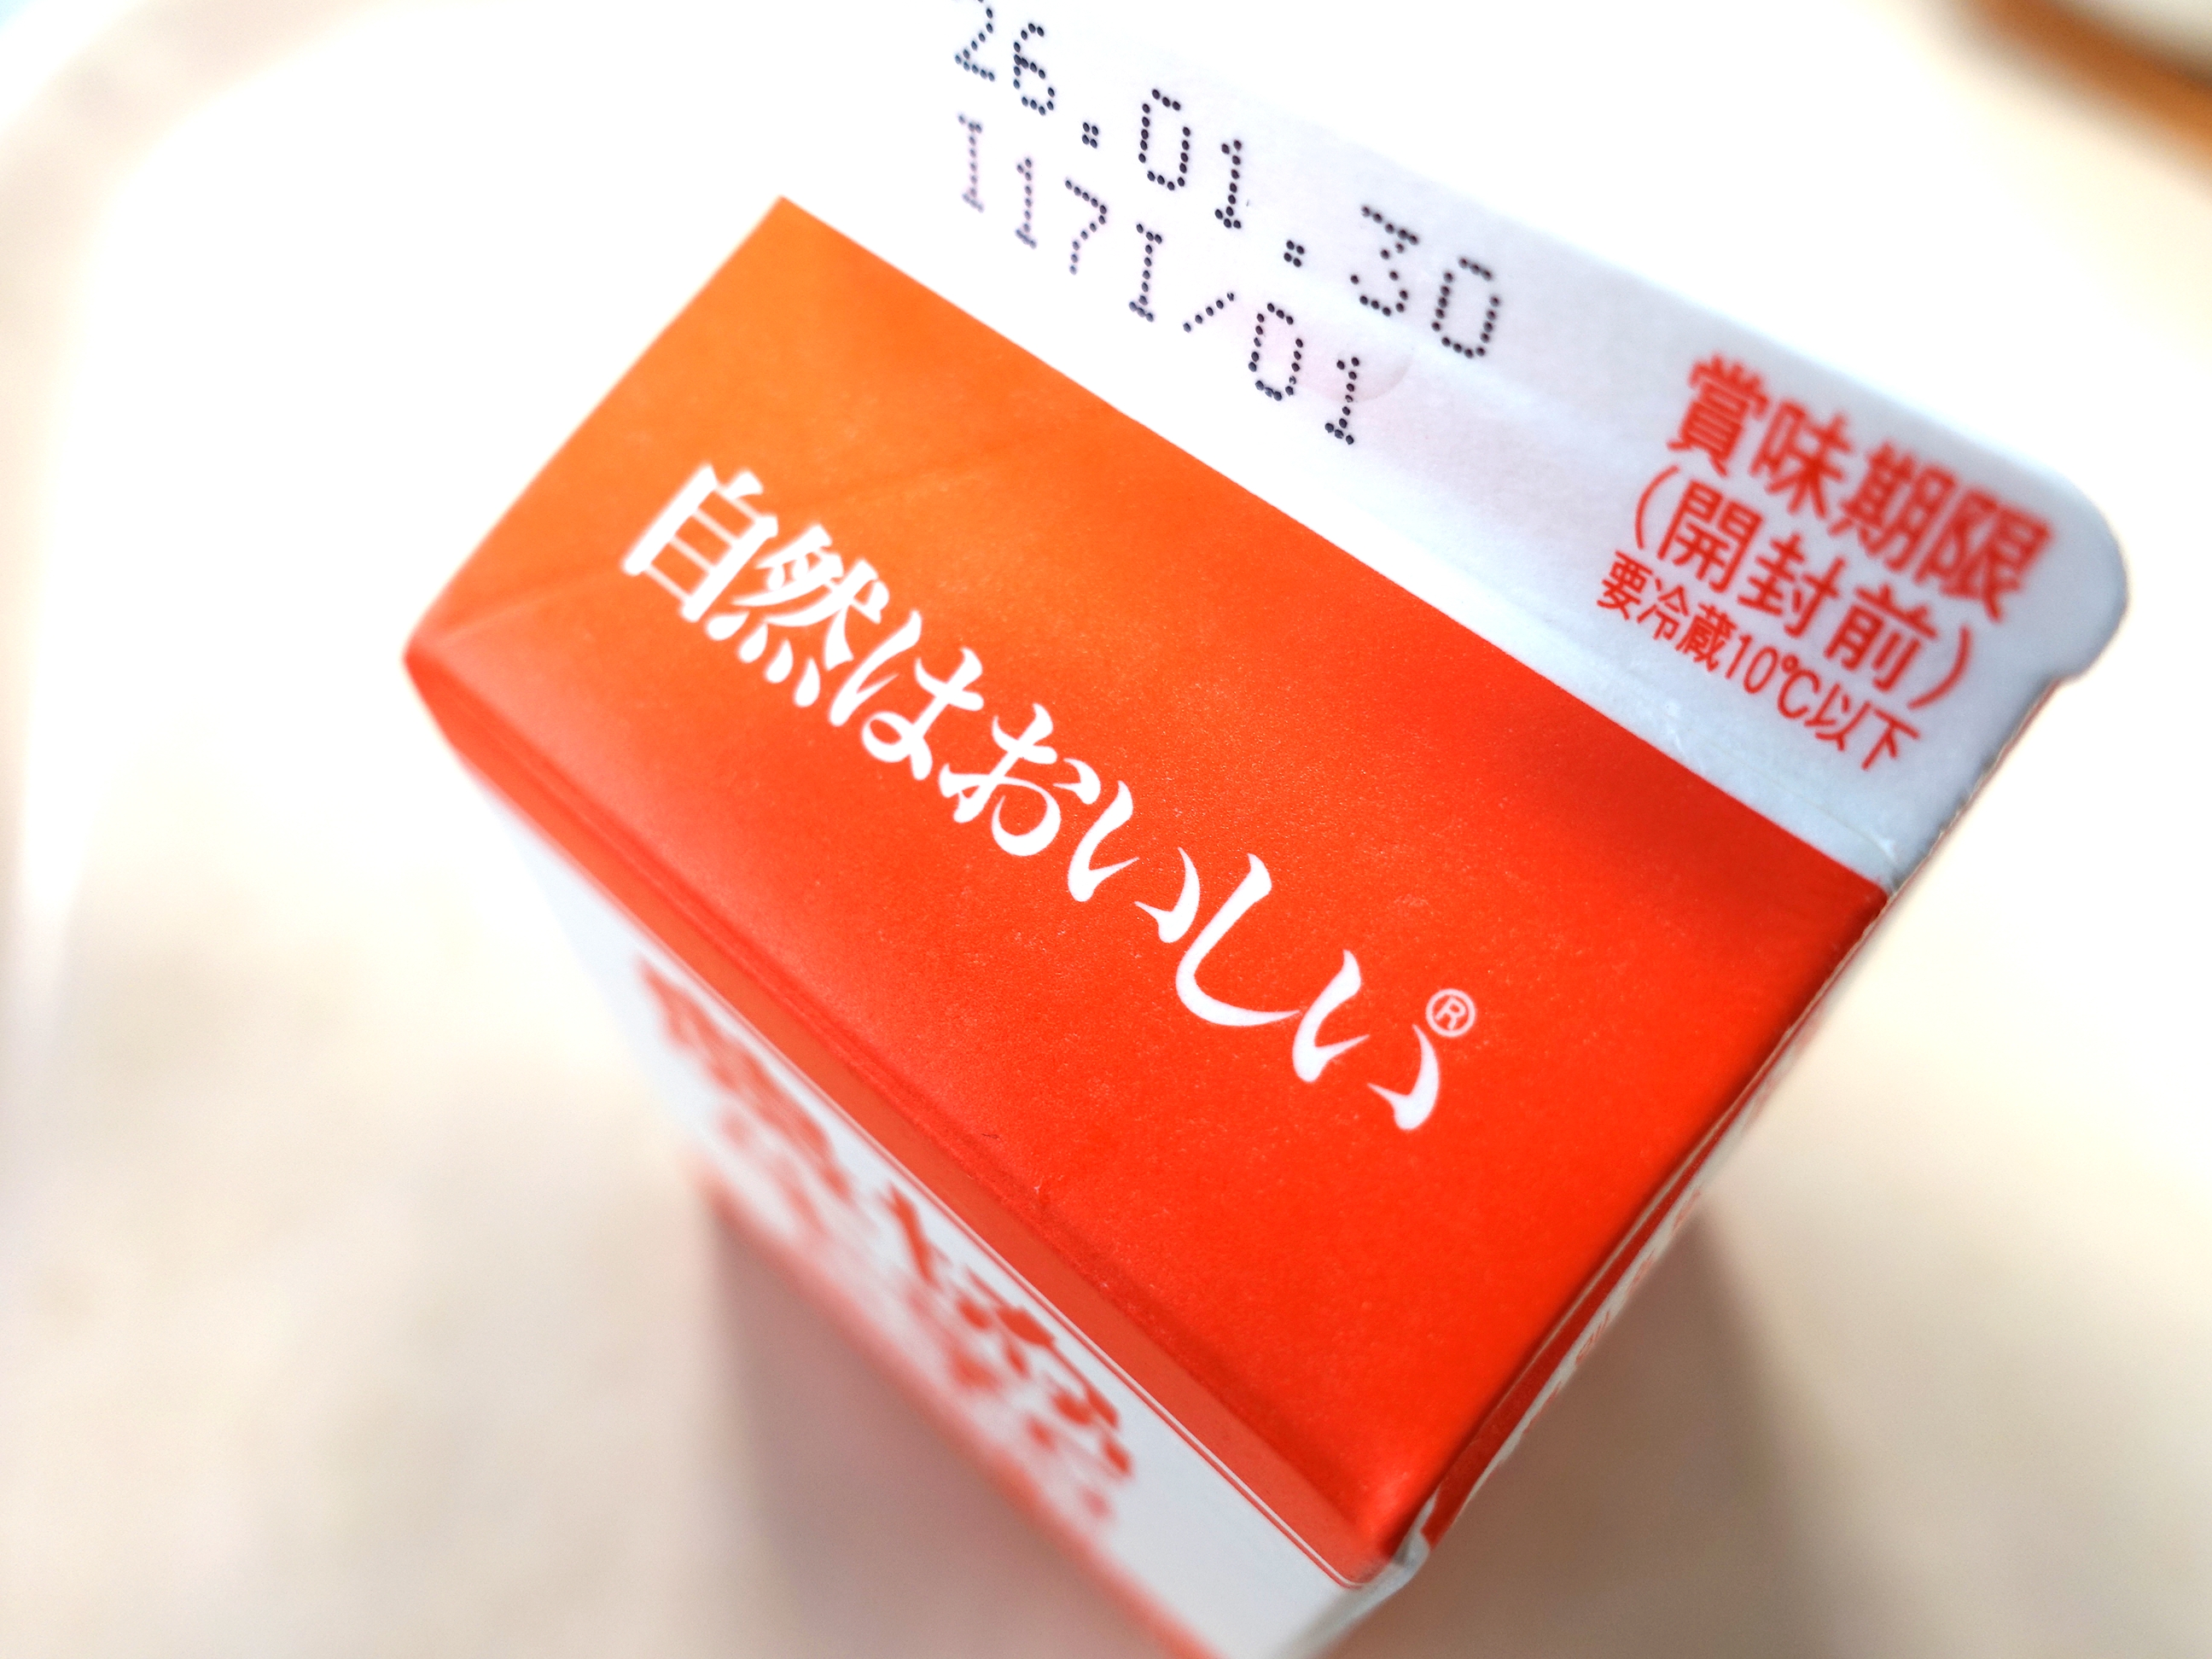 26.01.30
I17I/01
賞味期限
(開封前)
要冷蔵10℃以下
自然はおいしい®